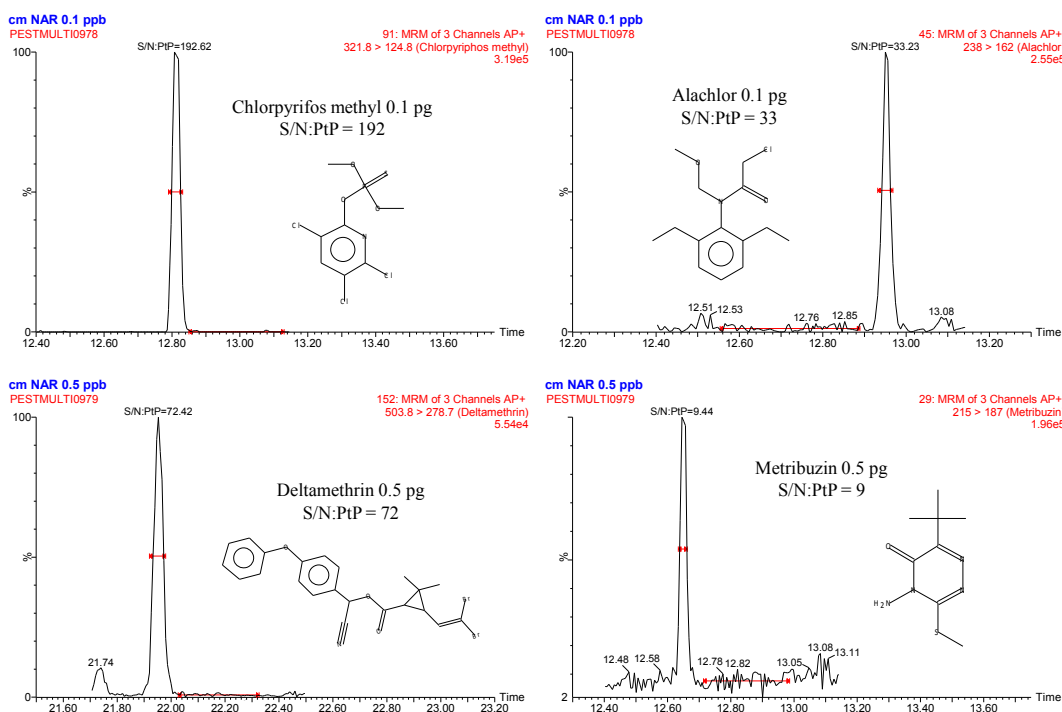 cm NAR 0.1 ppb
PESTMULTI0978
91: MRM of 3 Channels AP+
321.8 > 124.8 (Chlorpyriphos methyl)
3.19e5
S/N:PtP=192.62
100
%
0
Chlorpyrifos methyl 0.1 pg
S/N:PtP = 192
Cl
Cl
Cl
N
12.40 12.60 12.80 13.00 13.20 13.40 13.60 Time
cm NAR 0.1 ppb
PESTMULTI0978
45: MRM of 3 Channels AP+
238 > 162 (Alachlor
2.55e5
S/N:PtP=33.23
100
%
0
Alachlor 0.1 pg
S/N:PtP = 33
Cl
O
O
N
12.51 12.53 12.76 12.85 13.08
12.20 12.40 12.60 12.80 13.00 13.20 Time
cm NAR 0.5 ppb
PESTMULTI0979
152: MRM of 3 Channels AP+
503.8 > 278.7 (Deltamethrin)
5.54e4
S/N:PtP=72.42
100
%
0
Deltamethrin 0.5 pg
S/N:PtP = 72
21.74
21.60 21.80 22.00 22.20 22.40 22.60 22.80 23.00 23.20 Time
cm NAR 0.5 ppb
PESTMULTI0979
29: MRM of 3 Channels AP+
215 > 187 (Metribuzin
1.96e5
S/N:PtP=9.44
100
%
2
Metribuzin 0.5 pg
S/N:PtP = 9
O
N
N
N
H2N
S
12.48 12.58 12.78 12.82 13.05 13.08 13.11
12.40 12.60 12.80 13.00 13.20 13.40 Time